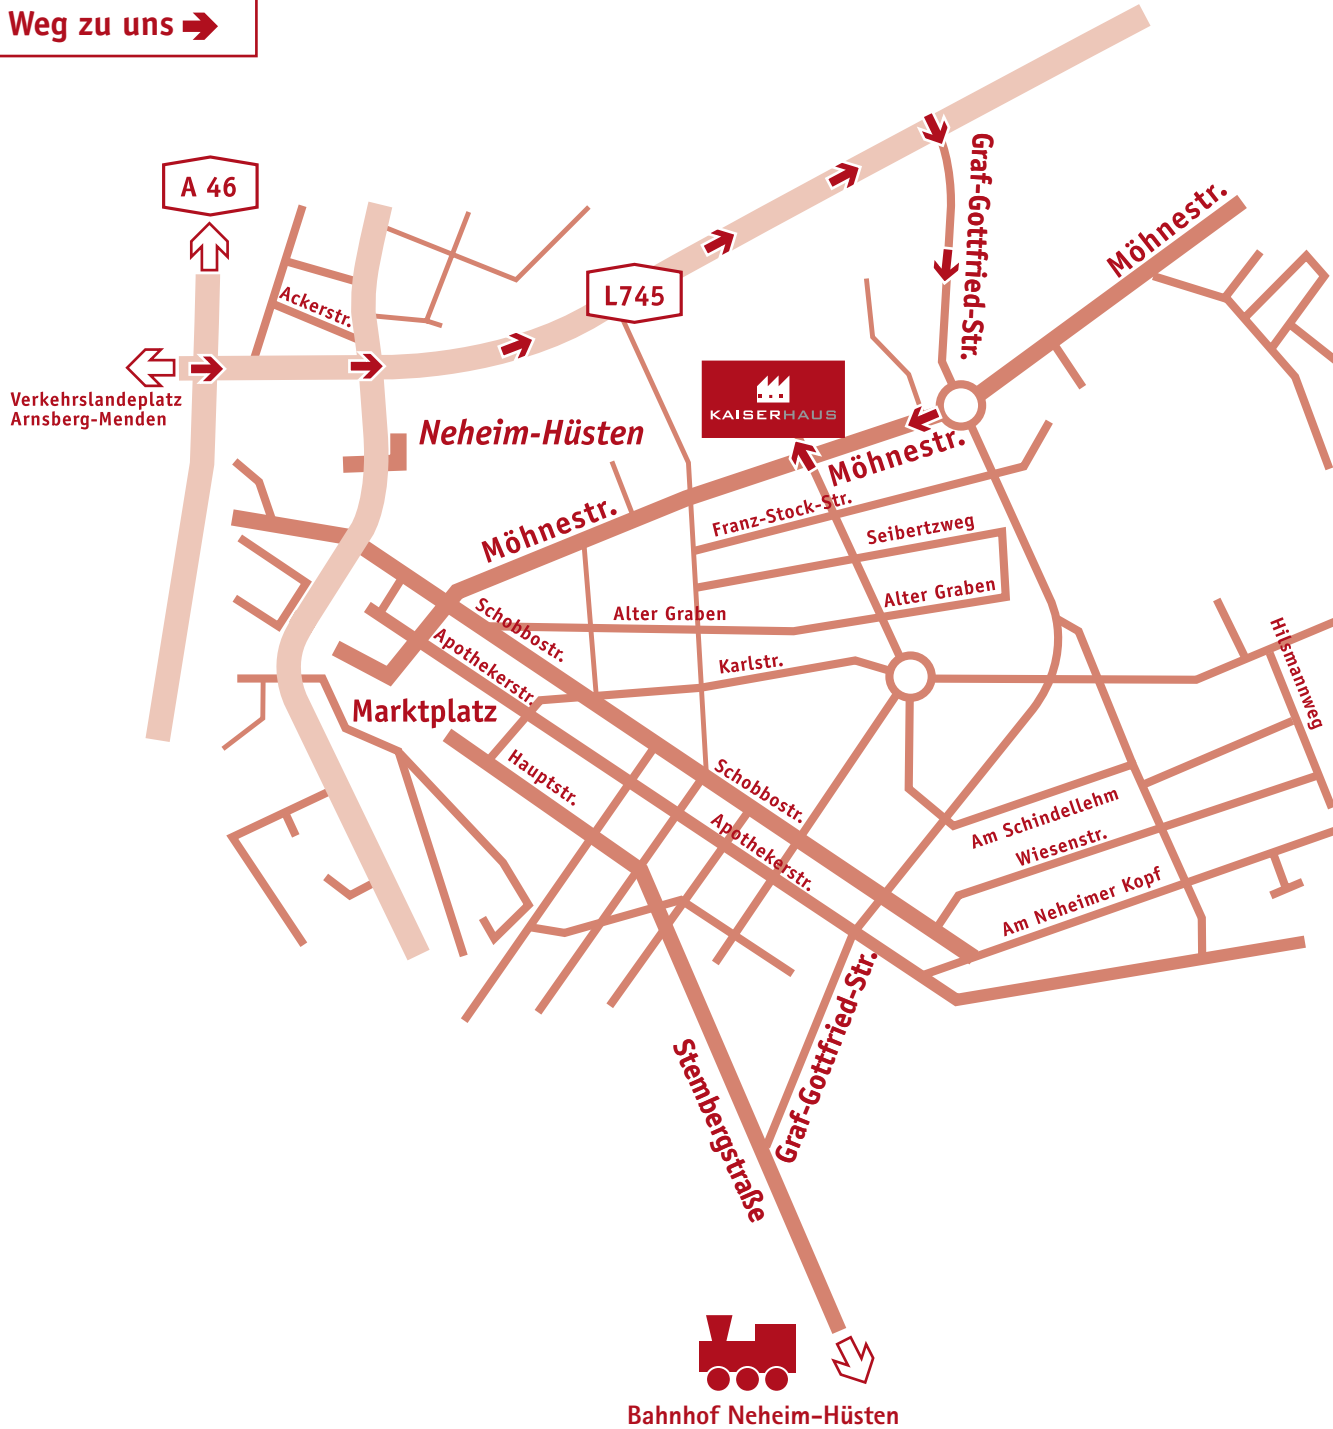 Weg zu uns
A 46
Graf-Gottfried-Str.
Möhnestr.
Ackerstr.
L745
Verkehrslandeplatz
Arnsberg-Menden
KAISERHAUS
Neheim-Hüsten
Möhnestr.
Möhnestr.
Franz-Stock-Str.
Seibertzweg
Alter Graben
Alter Graben
Schobbostr.
Apothekerstr.
Karlstr.
Hilsmannweg
Marktplatz
Hauptstr.
Schobbostr.
Apothekerstr.
Am Schindellehm
Wiesenstr.
Am Neheimer Kopf
Graf-Gottfried-Str.
Stembergstraße
Bahnhof Neheim-Hüsten